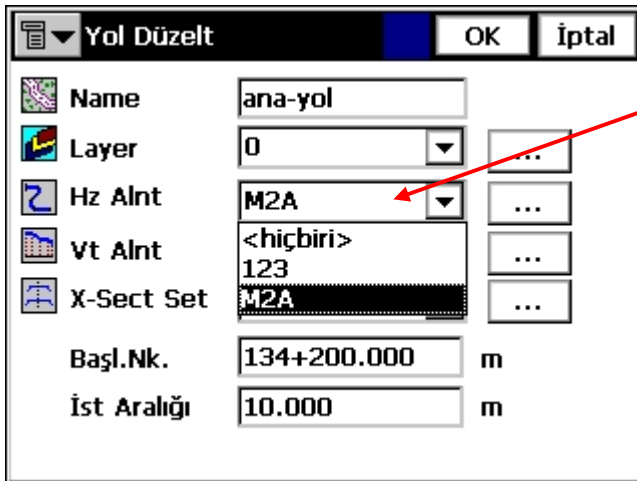 Yol Düzelt OK İptal
Name ana-yol
Layer 0 ...
Hz Alnt M2A ...
<hiçbiri>
Vt Alnt ...
123
X-Sect Set M2A ...
Başl.Nk. 134+200.000 m
İst Aralığı 10.000 m